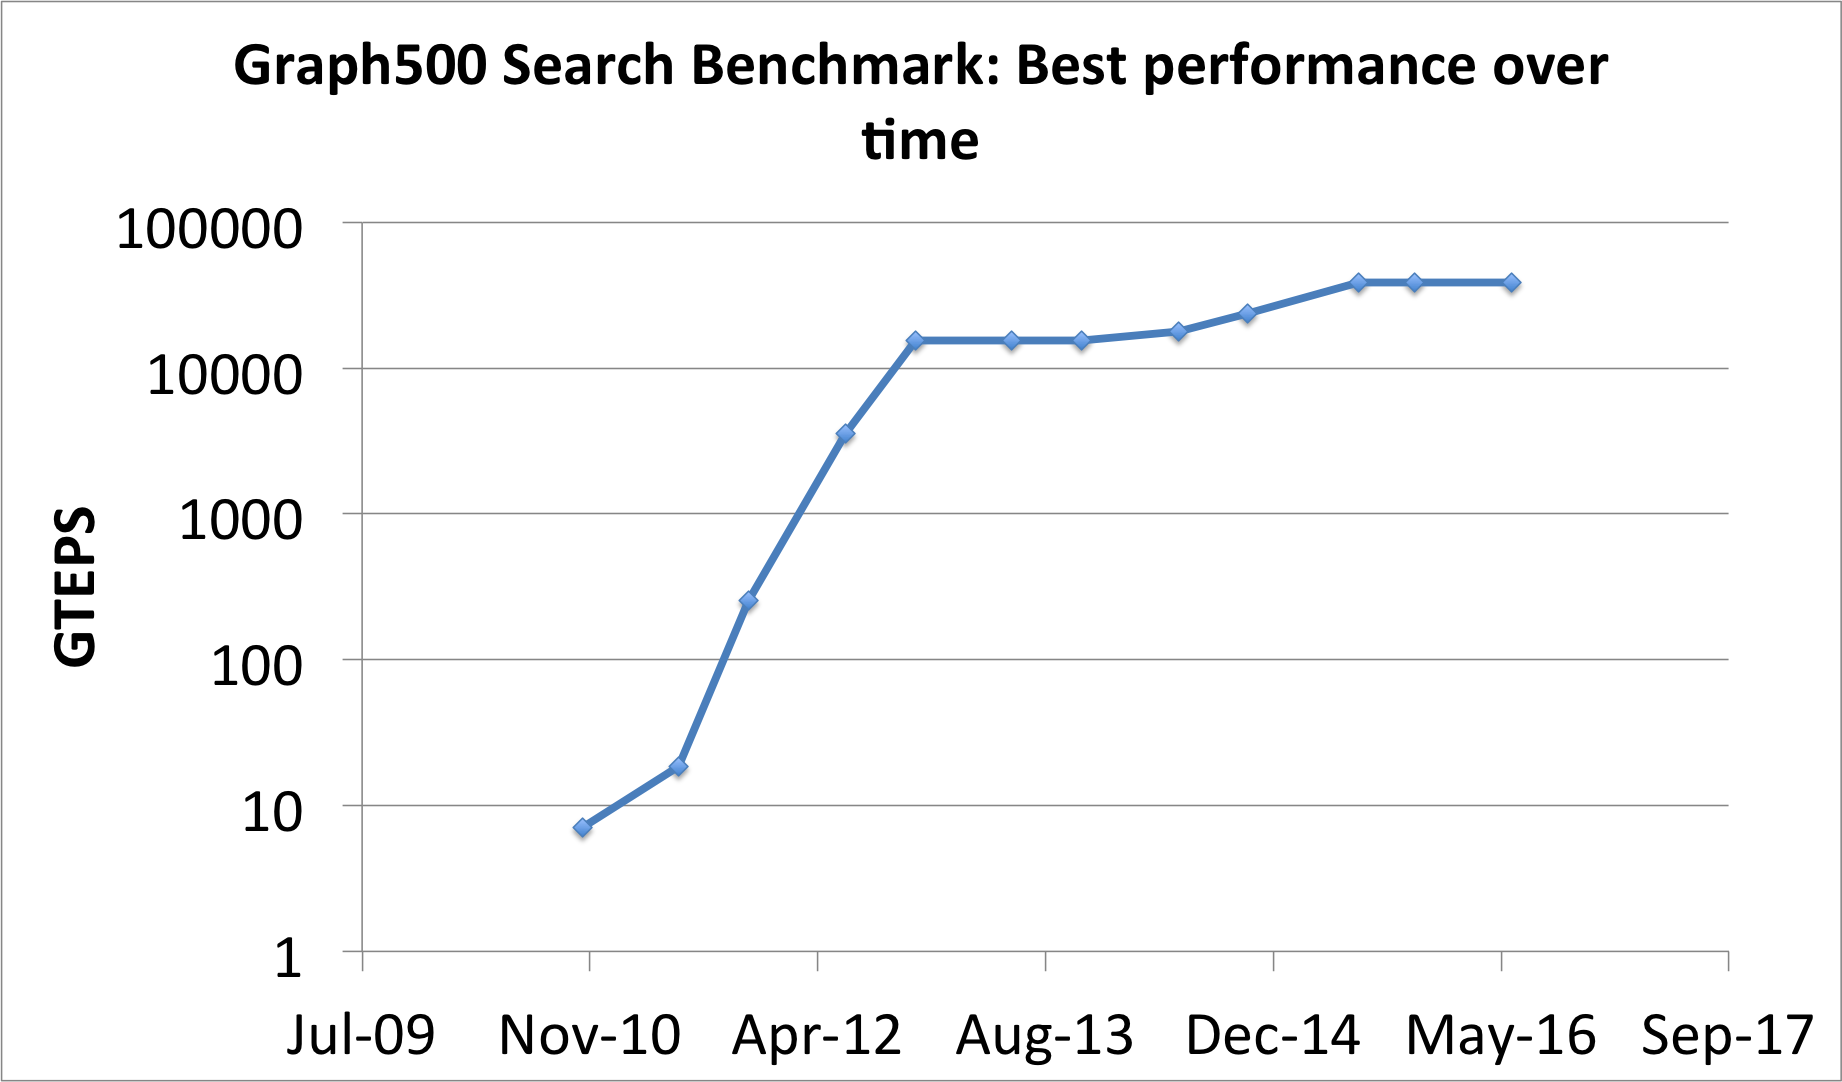 Graph500 Search Benchmark: Best performance over
time
100000
10000
1000
100
10
1
GTEPS
Jul-09 Nov-10 Apr-12 Aug-13 Dec-14 May-16 Sep-17